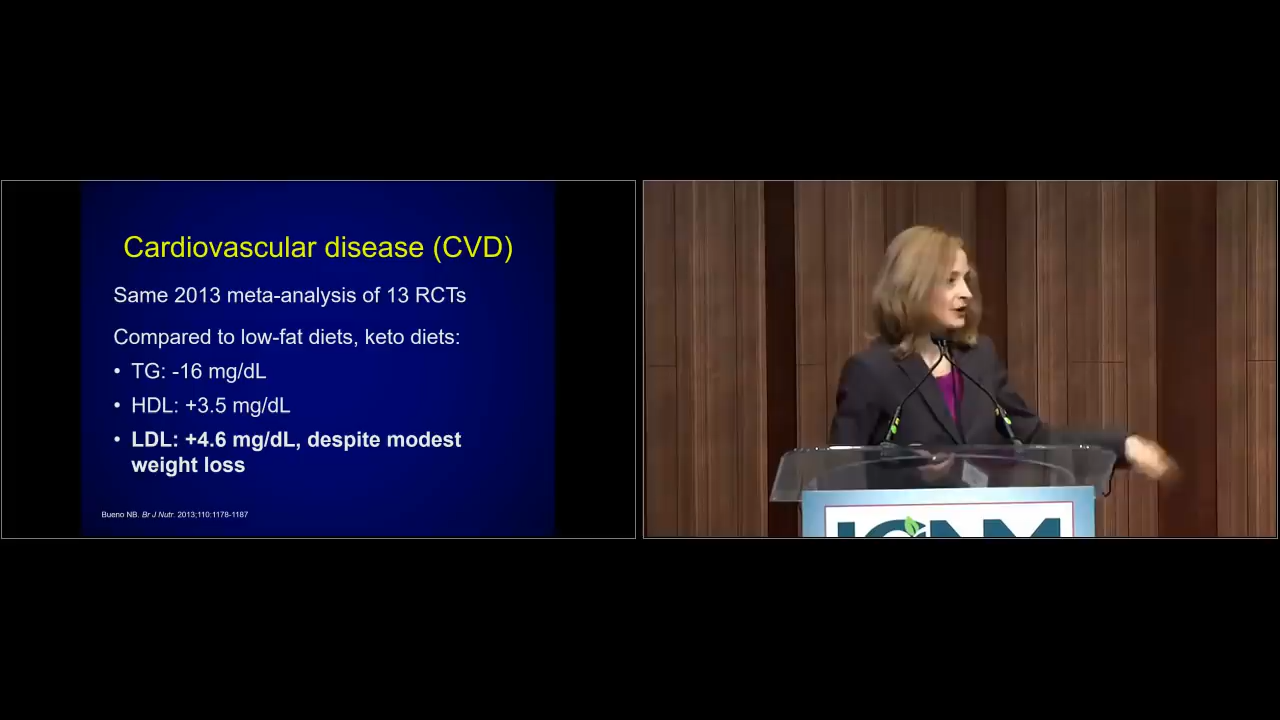 Cardiovascular disease (CVD)
Same 2013 meta-analysis of 13 RCTs
Compared to low-fat diets, keto diets:
• TG: -16 mg/dL
• HDL: +3.5 mg/dL
• LDL: +4.6 mg/dL, despite modest
weight loss
Bueno NB. Br J Nutr. 2013;110:1178-1187
ICNM